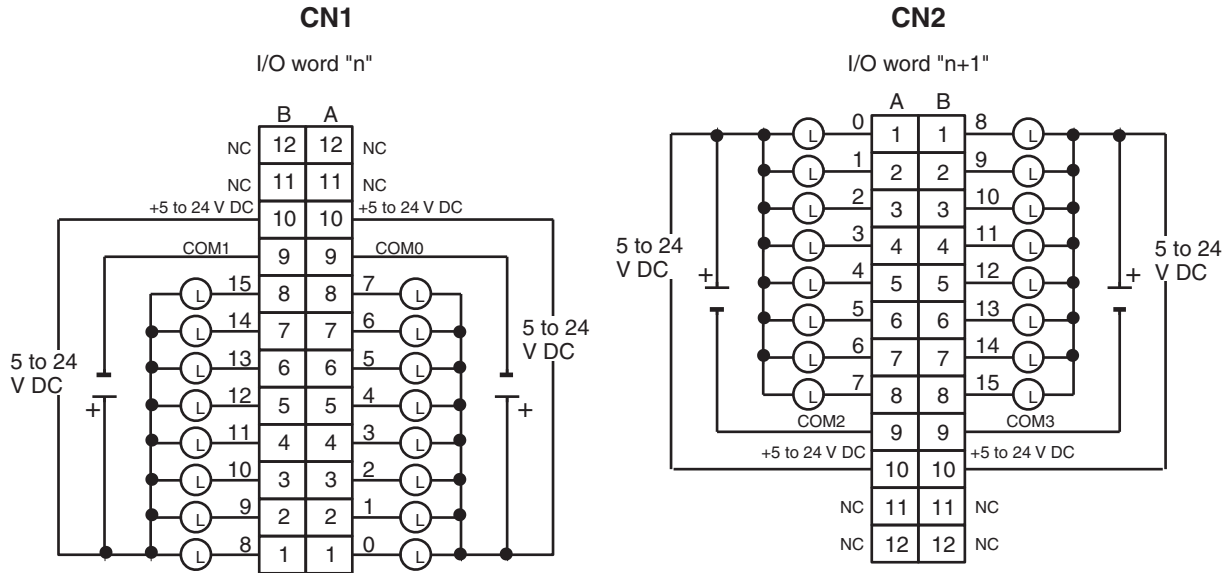 CN1
I/O word "n"
B A
NC 12 12 NC
NC 11 11 NC
+5 to 24 V DC 10 10 +5 to 24 V DC
COM1 9 9 COM0
L 15 8 8 7 L
L 14 7 7 6 L
L 13 6 6 5 L
L 12 5 5 4 L
L 11 4 4 3 L
L 10 3 3 2 L
L 9 2 2 1 L
L 8 1 1 0 L
5 to 24
V DC
+
5 to 24
V DC
+
CN2
I/O word "n+1"
A B
L 0 1 1 8 L
L 1 2 2 9 L
L 2 3 3 10 L
L 3 4 4 11 L
L 4 5 5 12 L
L 5 6 6 13 L
L 6 7 7 14 L
L 7 8 8 15 L
COM2 9 9 COM3
+5 to 24 V DC 10 10 +5 to 24 V DC
NC 11 11 NC
NC 12 12 NC
5 to 24
V DC
+
5 to 24
V DC
+